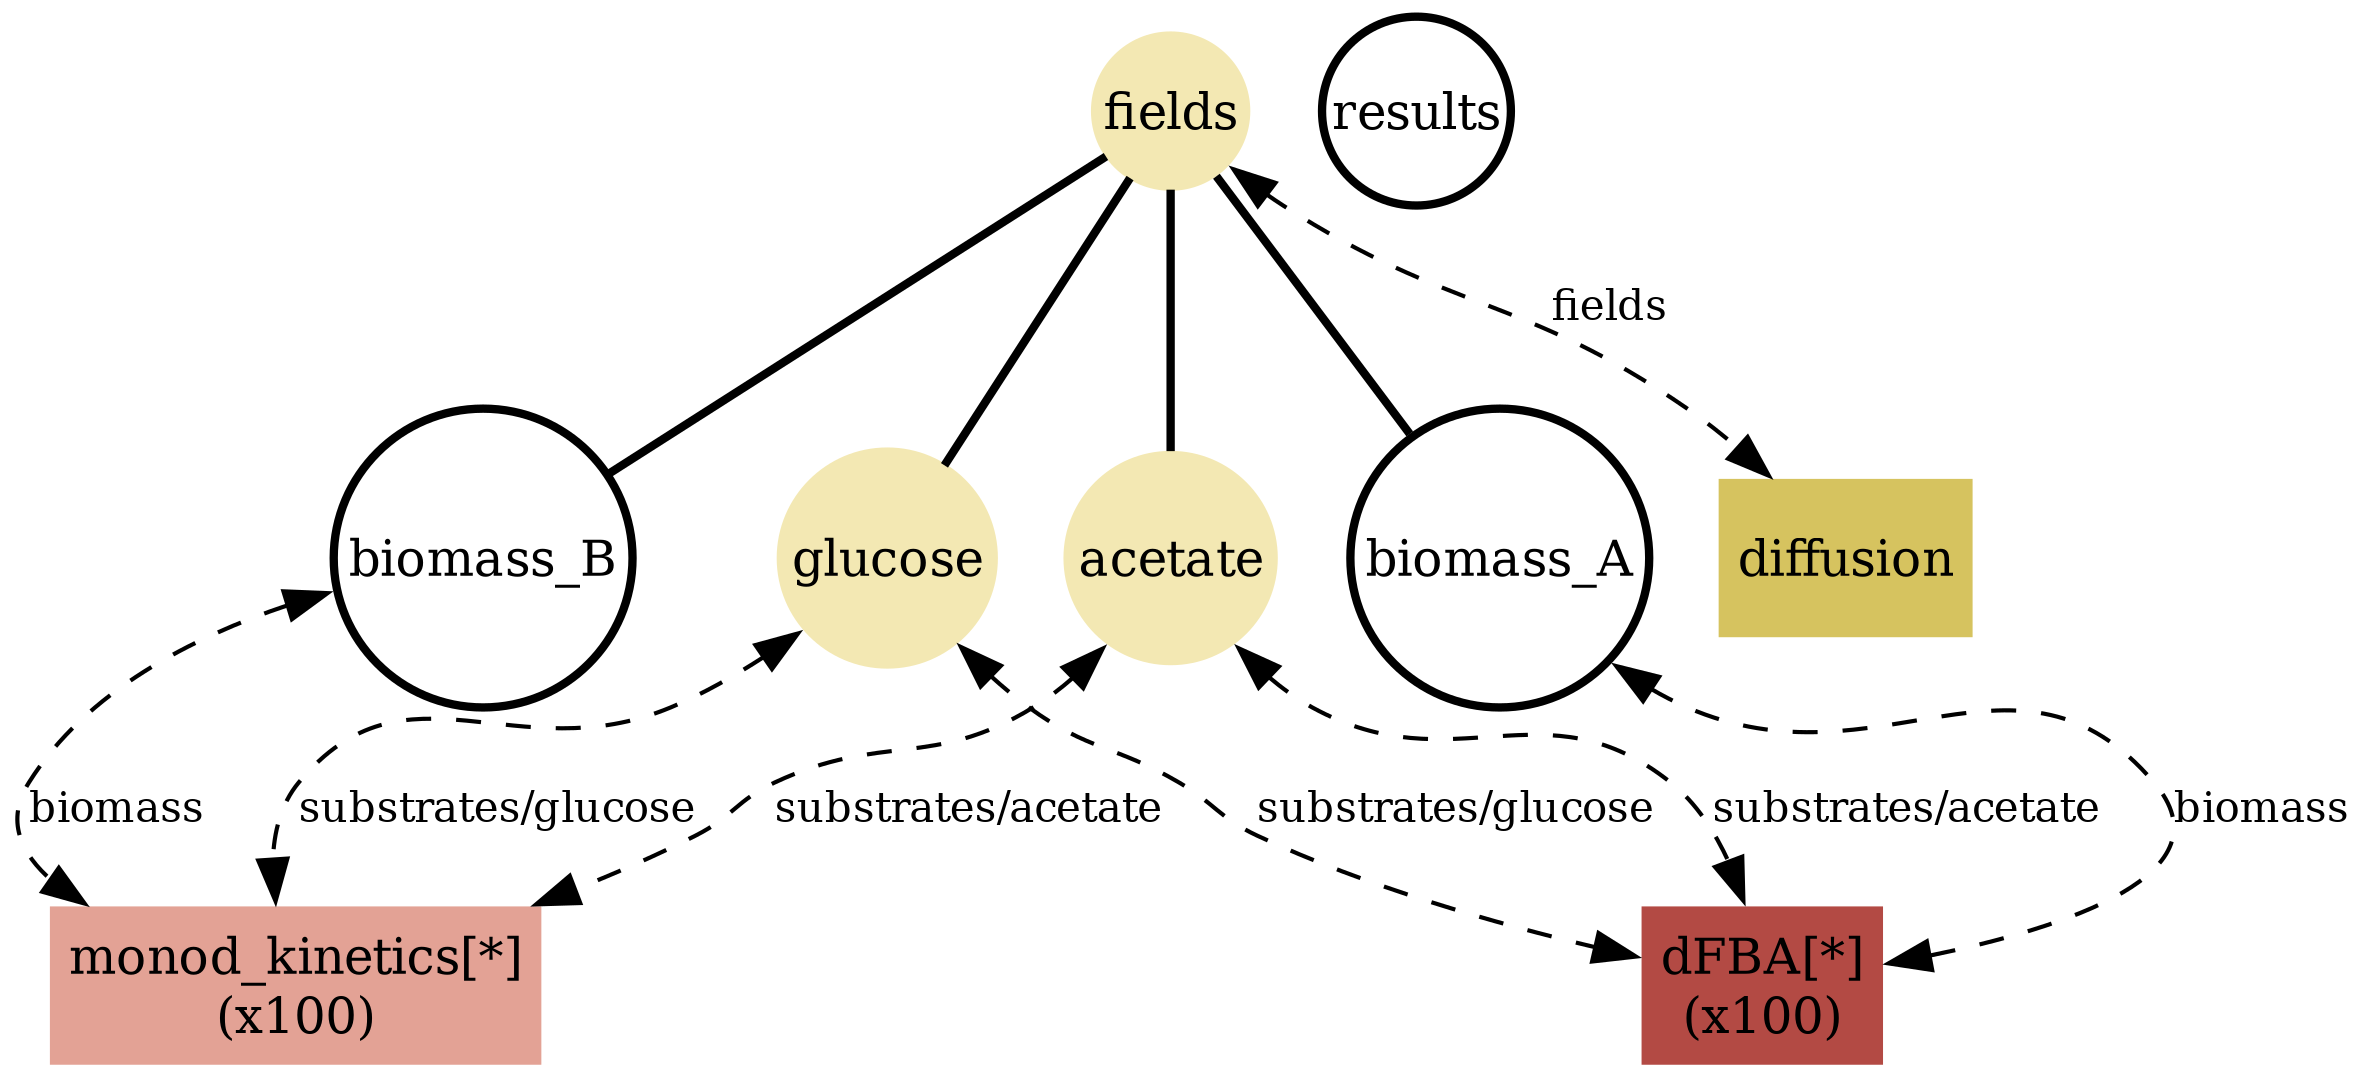 fields
results
fields
biomass_B
glucose
acetate
biomass_A
diffusion
biomass
substrates/glucose
substrates/acetate
substrates/glucose
substrates/acetate
biomass
monod_kinetics[*]
(x100)
dFBA[*]
(x100)